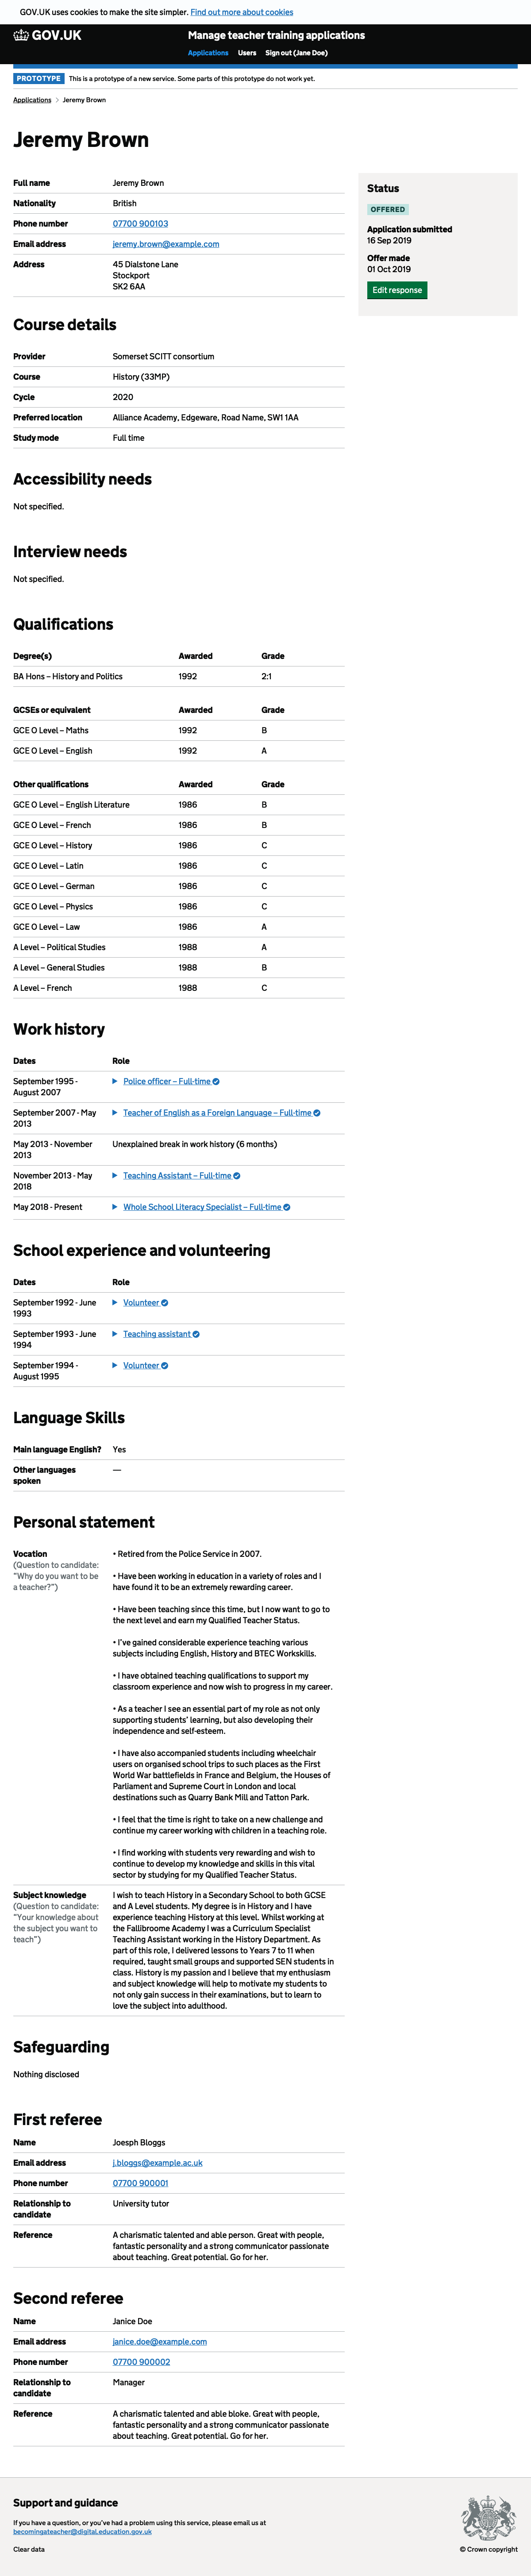 GOV.UK uses cookies to make the site simpler. Find out more about cookies
GOV.UK
Manage teacher training applications
Applications Users Sign out (Jane Doe)
PROTOTYPE This is a prototype of a new service. Some parts of this prototype do not work yet.
Applications > Jeremy Brown
Jeremy Brown
Full name Jeremy Brown
Nationality British
Phone number 07700 900103
Email address jeremy.brown@example.com
Address 45 Dialstone Lane
Stockport
SK2 6AA
Status
OFFERED
Application submitted
16 Sep 2019
Offer made
01 Oct 2019
Edit response
Course details
Provider Somerset SCITT consortium
Course History (33MP)
Cycle 2020
Preferred location Alliance Academy, Edgeware, Road Name, SW1 1AA
Study mode Full time
Accessibility needs
Not specified.
Interview needs
Not specified.
Qualifications
Degree(s) Awarded Grade
BA Hons – History and Politics 1992 2:1
GCSEs or equivalent Awarded Grade
GCE O Level – Maths 1992 B
GCE O Level – English 1992 A
Other qualifications Awarded Grade
GCE O Level – English Literature 1986 B
GCE O Level – French 1986 B
GCE O Level – History 1986 C
GCE O Level – Latin 1986 C
GCE O Level – German 1986 C
GCE O Level – Physics 1986 C
GCE O Level – Law 1986 A
A Level – Political Studies 1988 A
A Level – General Studies 1988 B
A Level – French 1988 C
Work history
Dates Role
September 1995 - Police officer – Full-time
August 2007
September 2007 - May Teacher of English as a Foreign Language – Full-time
2013
May 2013 - November Unexplained break in work history (6 months)
2013
November 2013 - May Teaching Assistant – Full-time
2018
May 2018 - Present Whole School Literacy Specialist – Full-time
School experience and volunteering
Dates Role
September 1992 - June Volunteer
1993
September 1993 - June Teaching assistant
1994
September 1994 - Volunteer
August 1995
Language Skills
Main language English? Yes
Other languages —
spoken
Personal statement
Vocation
(Question to candidate:
"Why do you want to be
a teacher?")
• Retired from the Police Service in 2007.
• Have been working in education in a variety of roles and I
have found it to be an extremely rewarding career.
• Have been teaching since this time, but I now want to go to
the next level and earn my Qualified Teacher Status.
• I've gained considerable experience teaching various
subjects including English, History and BTEC Workskills.
• I have obtained teaching qualifications to support my
classroom experience and now wish to progress in my career.
• As a teacher I see an essential part of my role as not only
supporting students' learning, but also developing their
independence and self-esteem.
• I have also accompanied students including wheelchair
users on organised school trips to such places as the First
World War battlefields in France and Belgium, the Houses of
Parliament and Supreme Court in London and local
destinations such as Quarry Bank Mill and Tatton Park.
• I feel that the time is right to take on a new challenge and
continue my career working with children in a teaching role.
• I find working with students very rewarding and wish to
continue to develop my knowledge and skills in this vital
sector by studying for my Qualified Teacher Status.
Subject knowledge
(Question to candidate:
"Your knowledge about
the subject you want to
teach")
I wish to teach History in a Secondary School to both GCSE
and A Level students. My degree is in History and I have
experience teaching History at this level. Whilst working at
the Fallibroome Academy I was a Curriculum Specialist
Teaching Assistant working in the History Department. As
part of this role, I delivered lessons to Years 7 to 11 when
required, taught small groups and supported SEN students in
class. History is my passion and I believe that my enthusiasm
and subject knowledge will help to motivate my students to
not only gain success in their examinations, but to learn to
love the subject into adulthood.
Safeguarding
Nothing disclosed
First referee
Name Joesph Bloggs
Email address j.bloggs@example.ac.uk
Phone number 07700 900001
Relationship to University tutor
candidate
Reference A charismatic talented and able person. Great with people,
fantastic personality and a strong communicator passionate
about teaching. Great potential. Go for her.
Second referee
Name Janice Doe
Email address janice.doe@example.com
Phone number 07700 900002
Relationship to Manager
candidate
Reference A charismatic talented and able bloke. Great with people,
fantastic personality and a strong communicator passionate
about teaching. Great potential. Go for her.
Support and guidance
If you have a question, or you've had a problem using this service, please email us at
becomingateacher@digital.education.gov.uk
Clear data
© Crown copyright